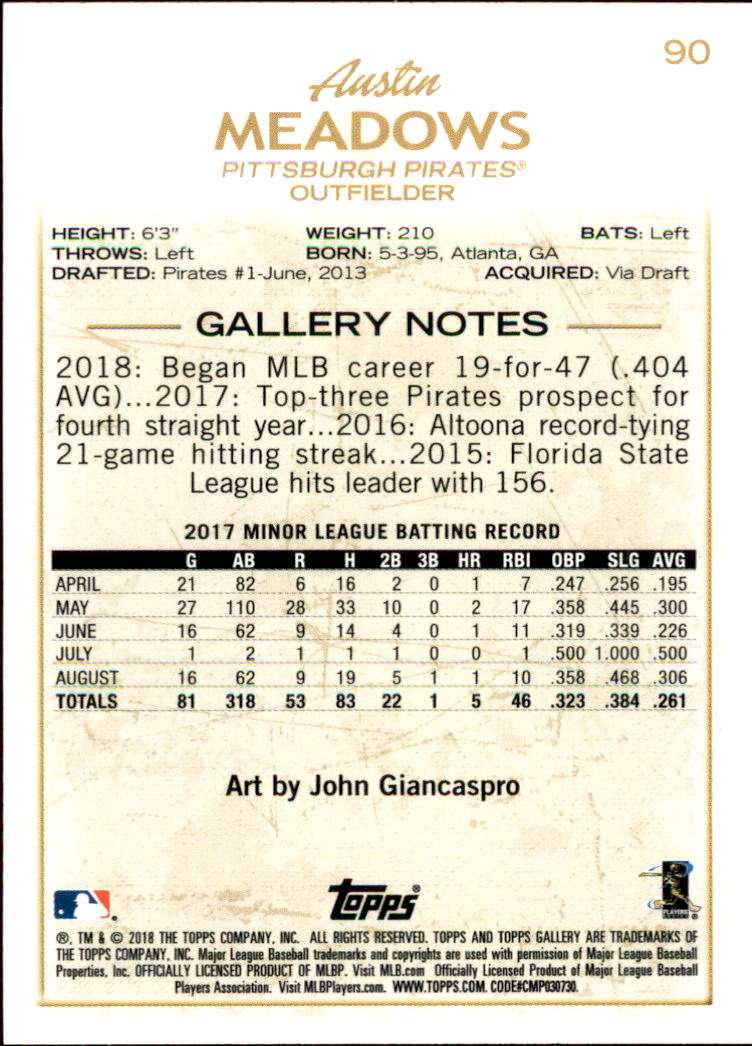 90
Austin
MEADOWS
PITTSBURGH PIRATES®
OUTFIELDER
HEIGHT: 6'3" WEIGHT: 210 BATS: Left
THROWS: Left BORN: 5-3-95, Atlanta, GA
DRAFTED: Pirates #1-June, 2013 ACQUIRED: Via Draft
GALLERY NOTES
2018: Began MLB career 19-for-47 (.404
AVG)...2017: Top-three Pirates prospect for
fourth straight year...2016: Altoona record-tying
21-game hitting streak...2015: Florida State
League hits leader with 156.
2017 MINOR LEAGUE BATTING RECORD
G AB R H 2B 3B HR RBI OBP SLG AVG
APRIL 21 82 6 16 2 0 1 7 .247 .256 .195
MAY 27 110 28 33 10 0 2 17 .358 .445 .300
JUNE 16 62 9 14 4 0 1 11 .319 .339 .226
JULY 1 2 1 1 1 0 0 1 .500 1.000 .500
AUGUST 16 62 9 19 5 1 1 10 .358 .468 .306
TOTALS 81 318 53 83 22 1 5 46 .323 .384 .261
Art by John Giancaspro
topps®
PLAYERS
®, TM & © 2018 THE TOPPS COMPANY, INC. ALL RIGHTS RESERVED. TOPPS AND TOPPS GALLERY ARE TRADEMARKS OF
THE TOPPS COMPANY, INC. Major League Baseball trademarks and copyrights are used with permission of Major League Baseball
Properties, Inc. OFFICIALLY LICENSED PRODUCT OF MLBP. Visit MLB.com Officially Licensed Product of Major League Baseball
Players Association. Visit MLBPlayers.com. WWW.TOPPS.COM. CODE#CMP030730.